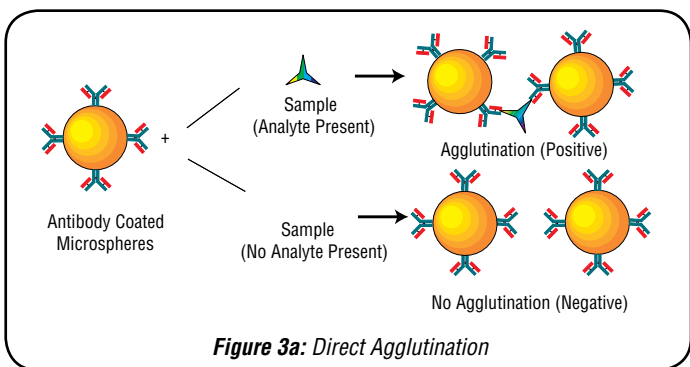 +
Sample
(Analyte Present)
Agglutination (Positive)
Antibody Coated
Microspheres
Sample
(No Analyte Present)
No Agglutination (Negative)
Figure 3a: Direct Agglutination